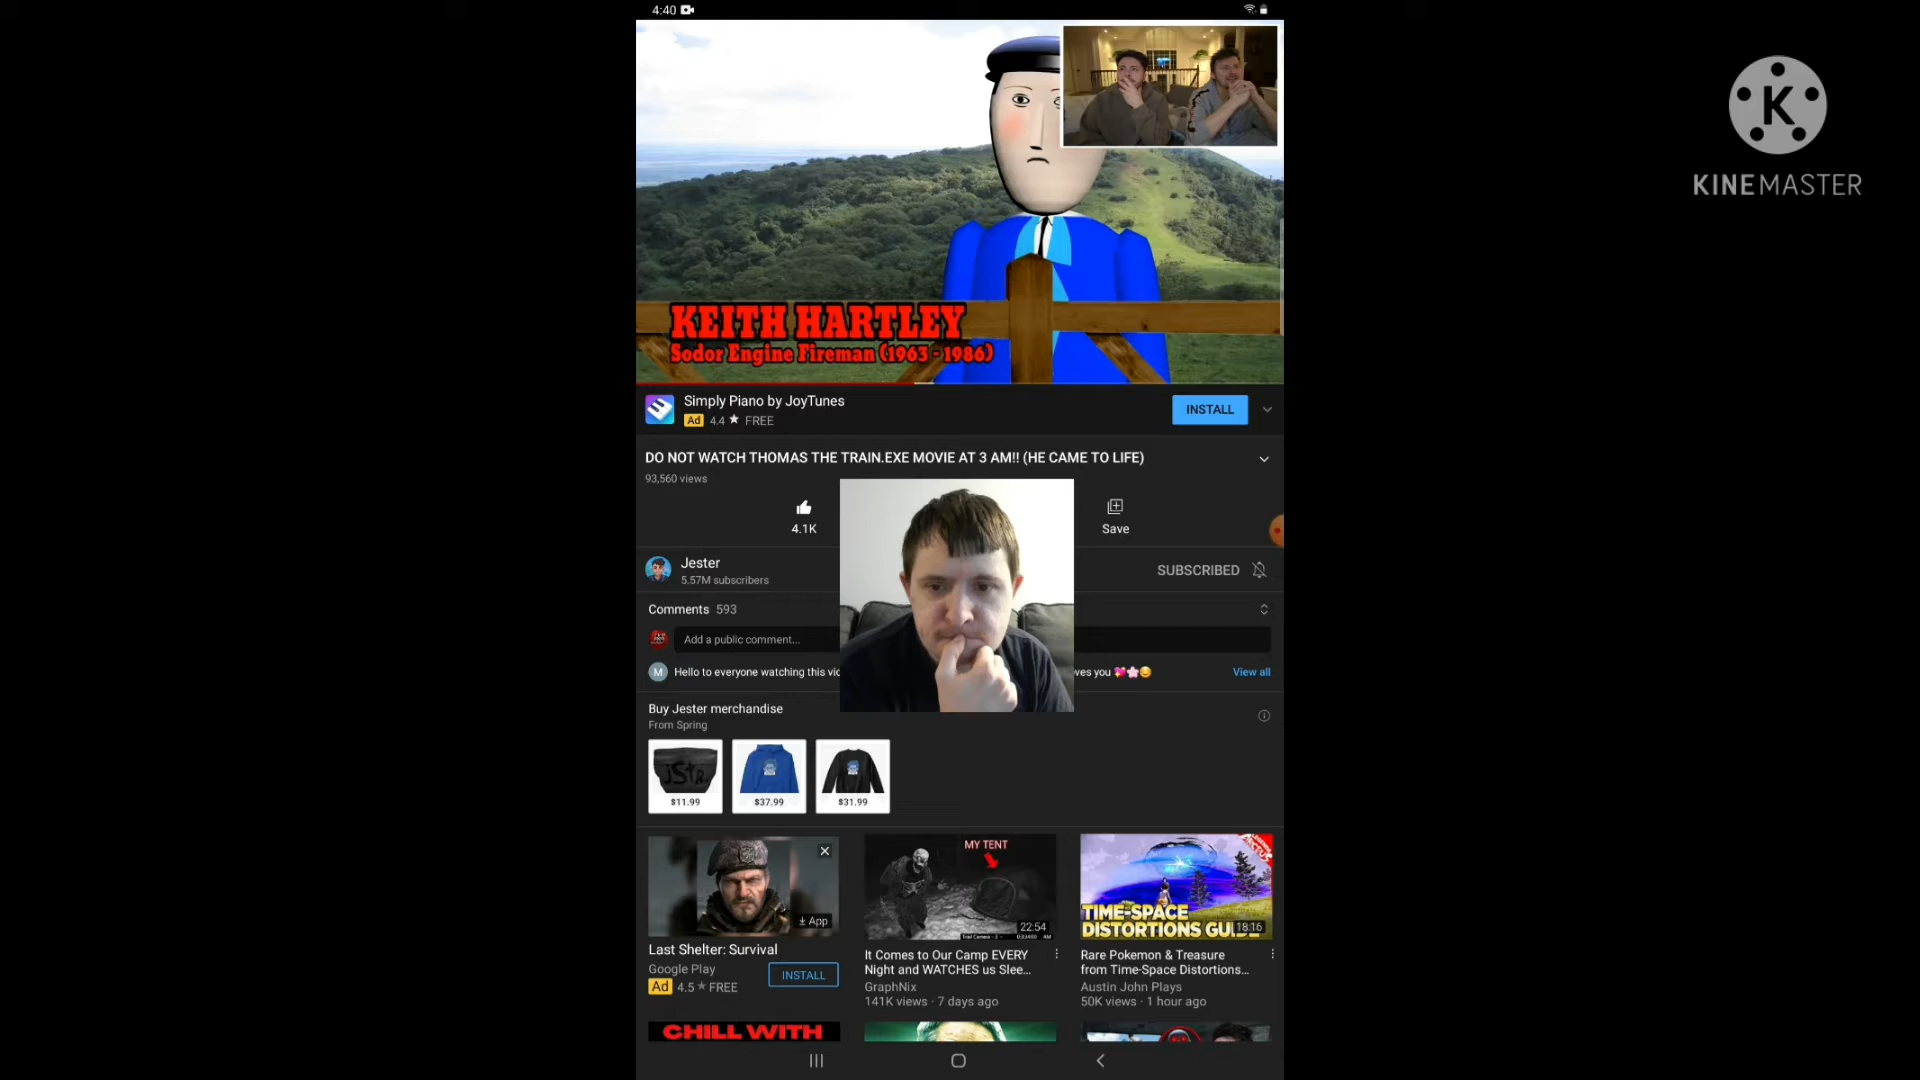 4:40
KINEMASTER
KEITH HARTLEY
Sodor Engine Fireman (1963 - 1986)
Simply Piano by JoyTunes
Ad 4.4 ★ FREE
INSTALL
DO NOT WATCH THOMAS THE TRAIN.EXE MOVIE AT 3 AM!! (HE CAME TO LIFE)
93,560 views
4.1K
Save
Jester
5.57M subscribers
SUBSCRIBED
Comments 593
Add a public comment...
M
Hello to everyone watching this
you 💖🌸😊
View all
Buy Jester merchandise
From Spring
$11.99
$37.99
$31.99
App
Last Shelter: Survival
Google Play
Ad 4.5 ★ FREE
INSTALL
MY TENT
22:54
It Comes to Our Camp EVERY
Night and WATCHES us Slee...
GraphNix
141K views · 7 days ago
TIME-SPACE
DISTORTIONS
18:16
Rare Pokemon & Treasure
from Time-Space Distortions...
Austin John Plays
50K views · 1 hour ago
CHILL WITH